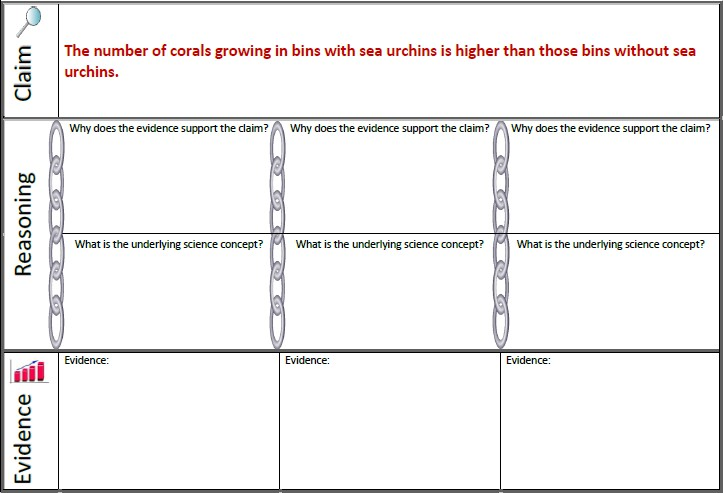 Claim
The number of corals growing in bins with sea urchins is higher than those bins without sea
urchins.
Reasoning
Why does the evidence support the claim?
Why does the evidence support the claim?
Why does the evidence support the claim?
What is the underlying science concept?
What is the underlying science concept?
What is the underlying science concept?
Evidence
Evidence:
Evidence:
Evidence: